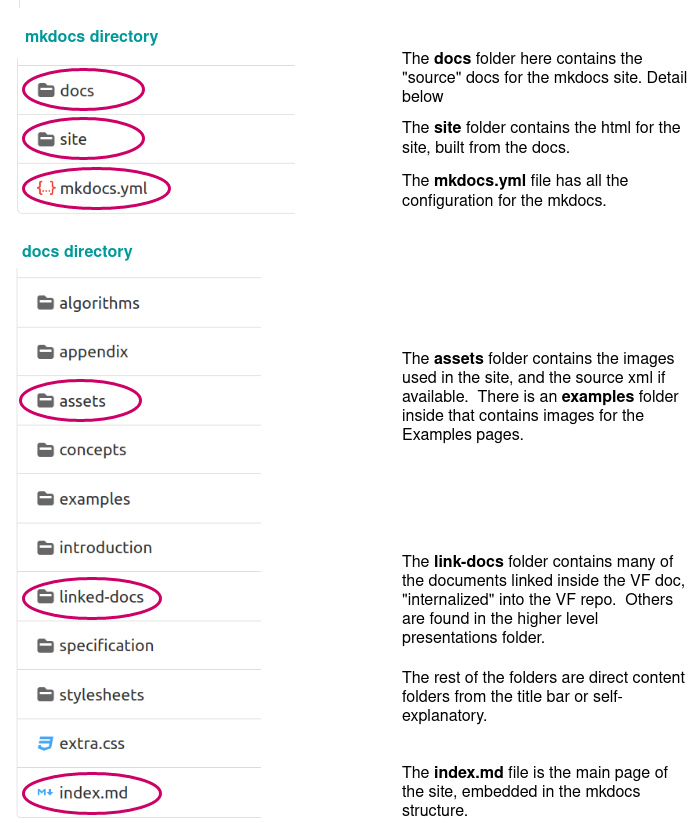 mkdocs directory
docs
The docs folder here contains the
"source" docs for the mkdocs site. Detail
below
site
The site folder contains the html for the
site, built from the docs.
{...} mkdocs.yml
The mkdocs.yml file has all the
configuration for the mkdocs.
docs directory
algorithms
appendix
assets
The assets folder contains the images
used in the site, and the source xml if
available.  There is an examples folder
inside that contains images for the
Examples pages.
concepts
examples
introduction
linked-docs
The link-docs folder contains many of
the documents linked inside the VF doc,
"internalized" into the VF repo.  Others
are found in the higher level
presentations folder.
specification
stylesheets
The rest of the folders are direct content
folders from the title bar or self-
explanatory.
extra.css
M↓ index.md
The index.md file is the main page of
the site, embedded in the mkdocs
structure.